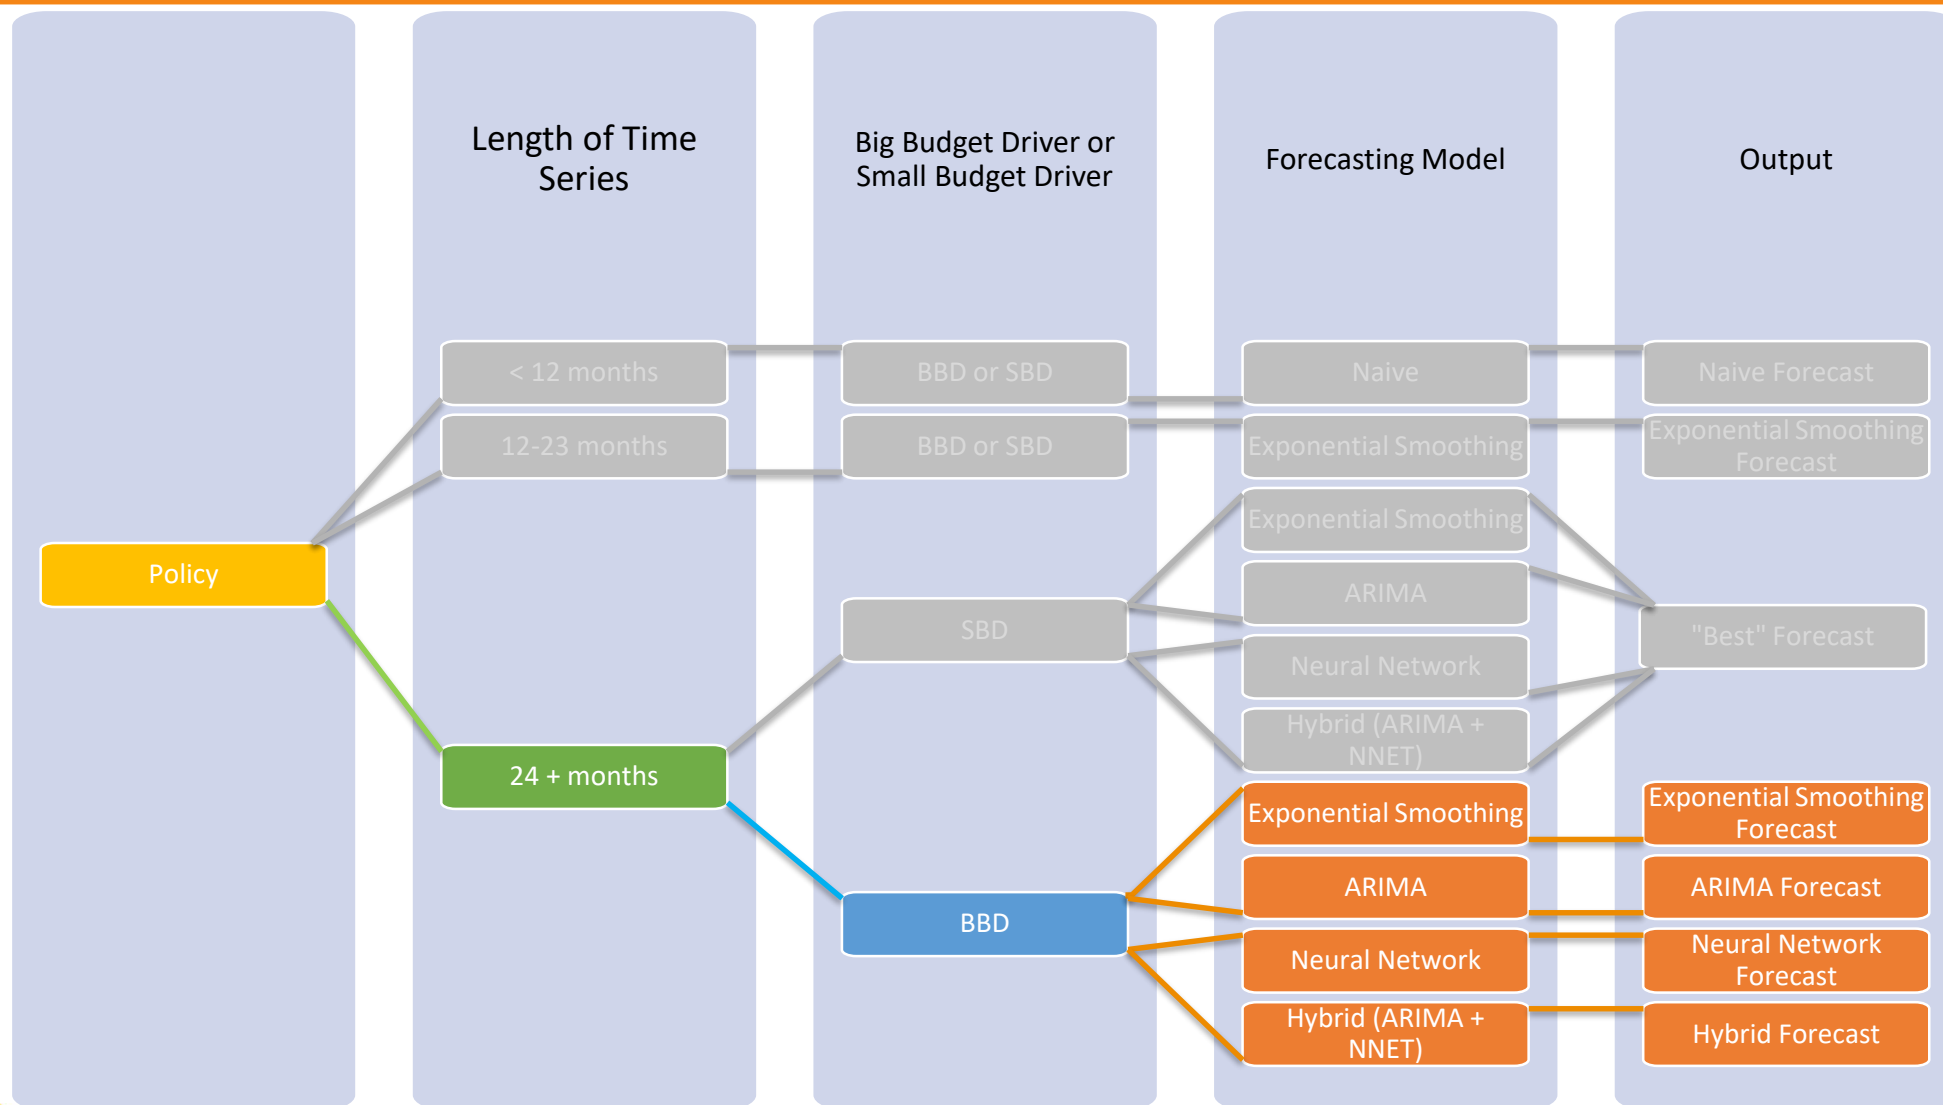 Length of Time
Series
Big Budget Driver or
Small Budget Driver
Forecasting Model
Output
Policy
< 12 months
12-23 months
24 + months
BBD or SBD
BBD or SBD
SBD
BBD
Naive
Exponential Smoothing
Exponential Smoothing
ARIMA
Neural Network
Hybrid (ARIMA +
NNET)
Exponential Smoothing
ARIMA
Neural Network
Hybrid (ARIMA +
NNET)
Naive Forecast
Exponential Smoothing
Forecast
"Best" Forecast
Exponential Smoothing
Forecast
ARIMA Forecast
Neural Network
Forecast
Hybrid Forecast